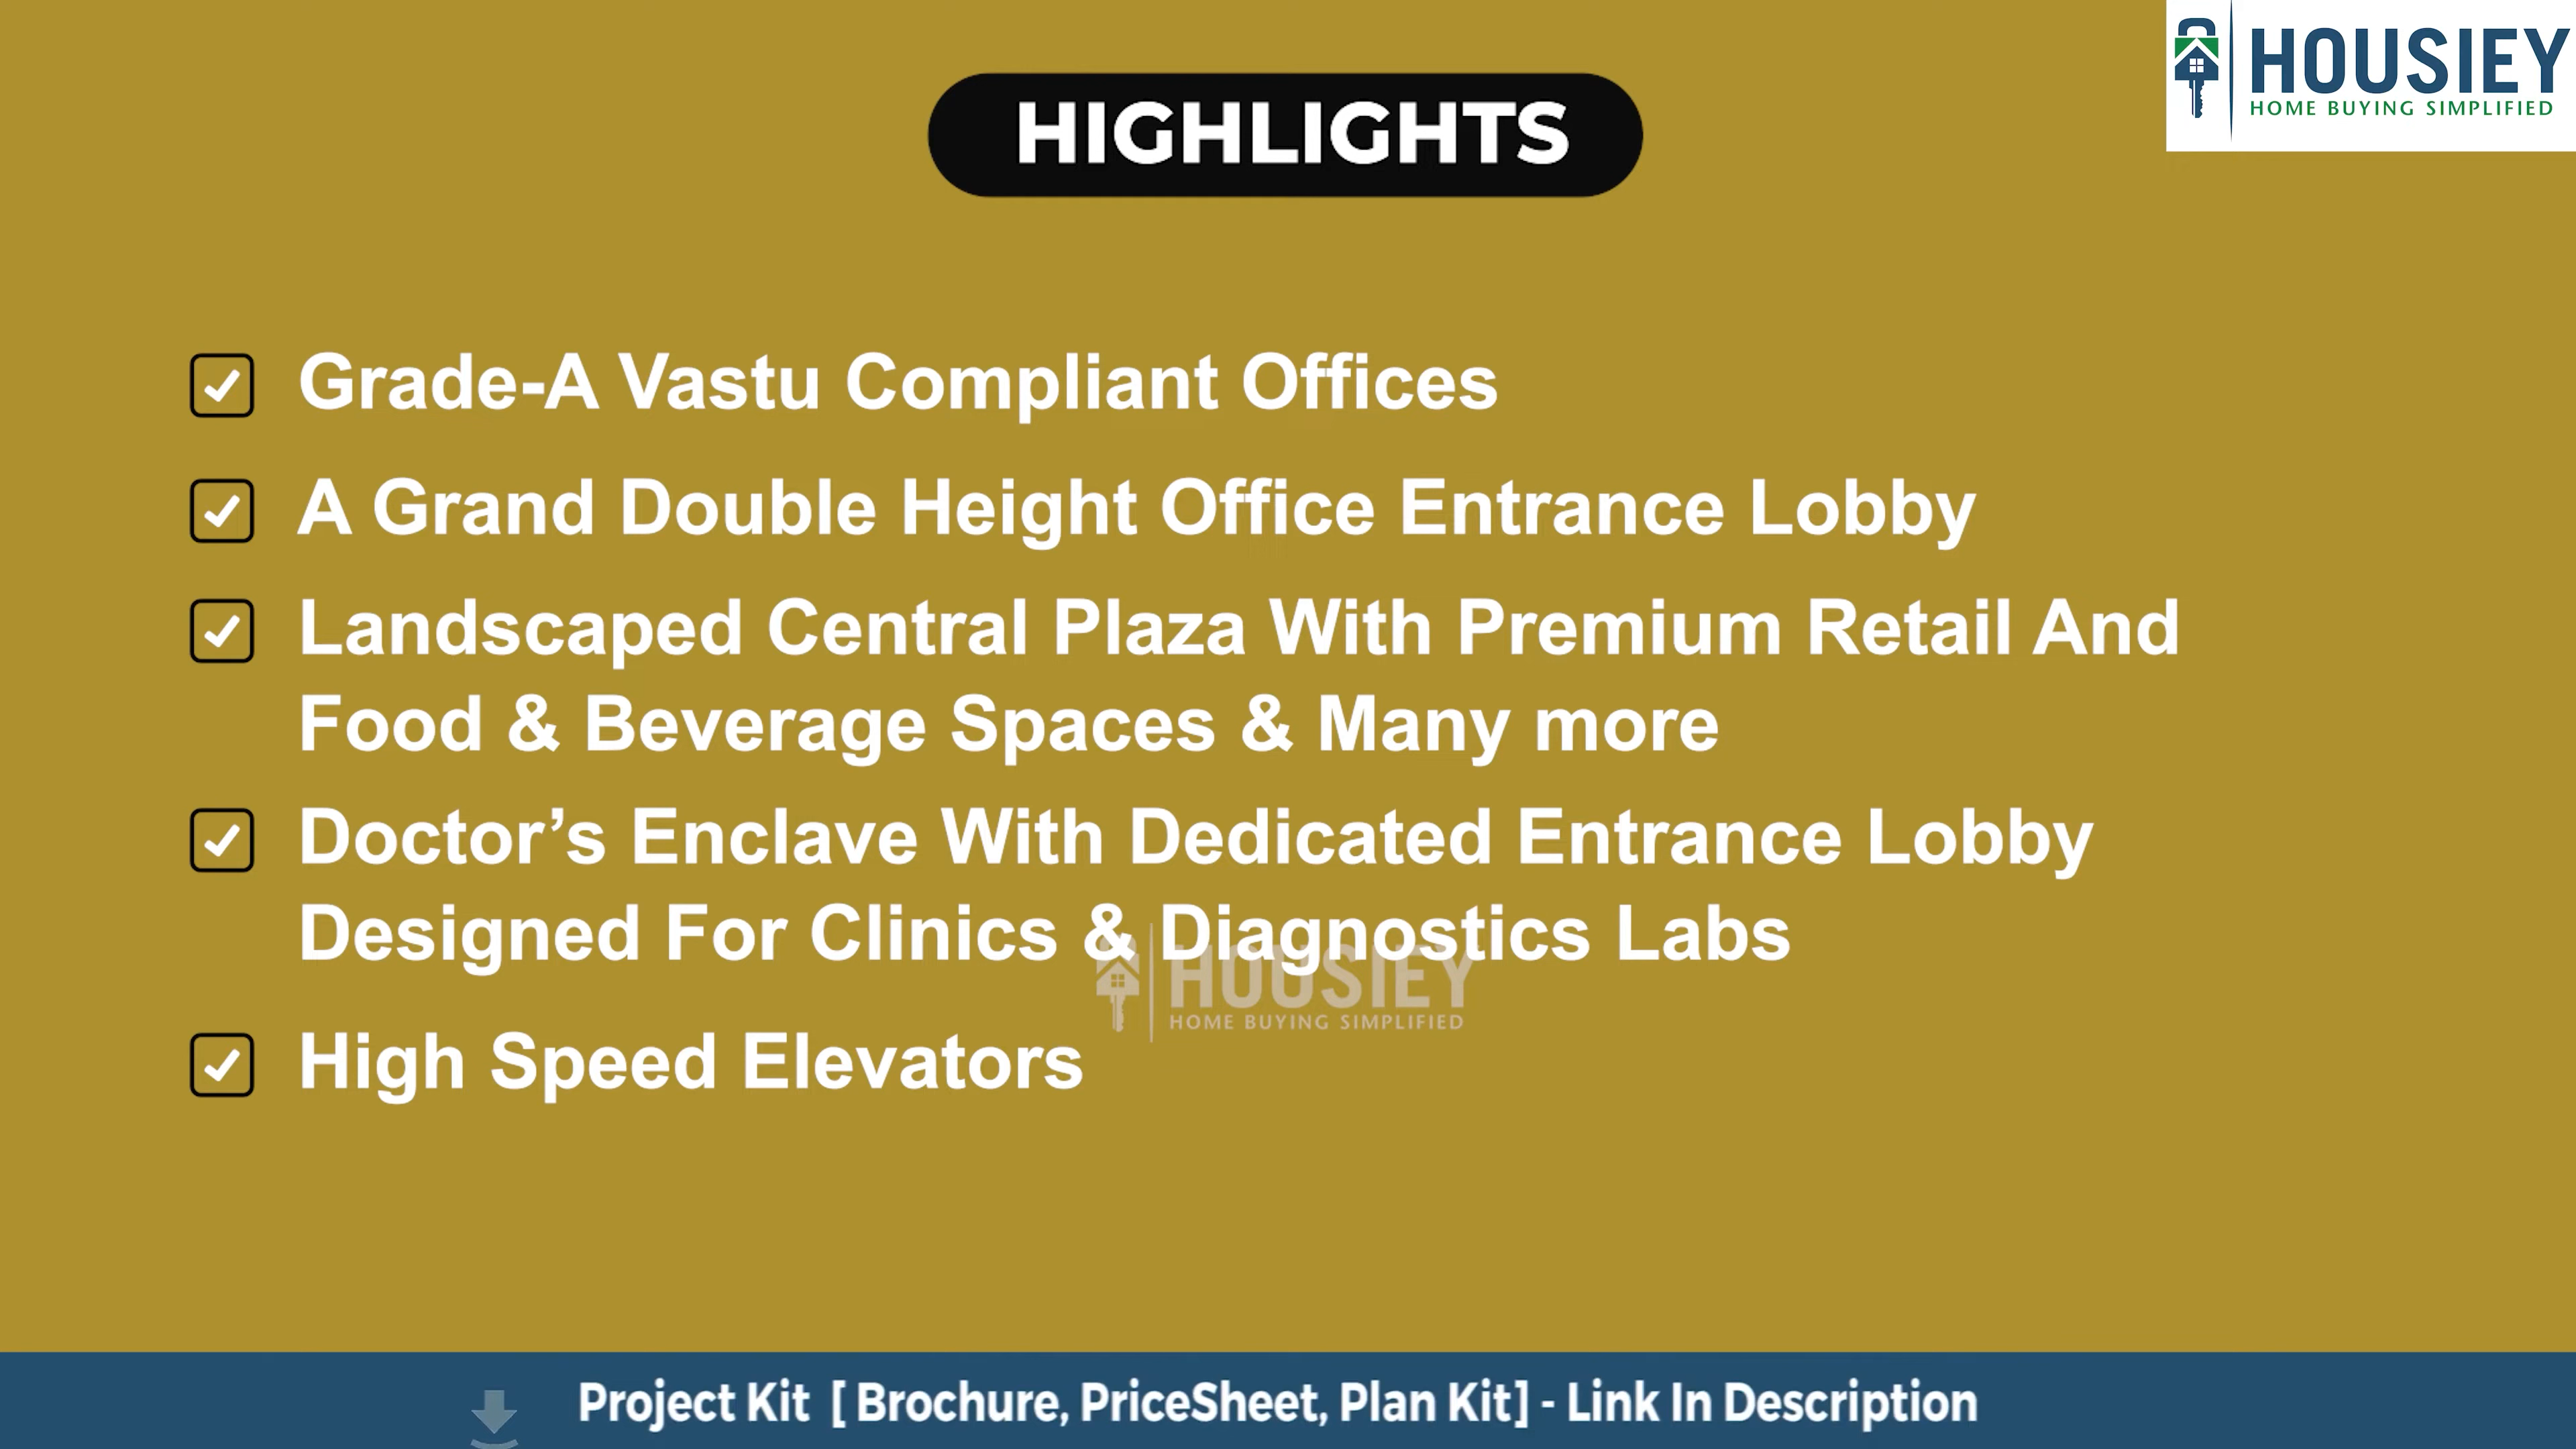 HOUSIEY
HOME BUYING SIMPLIFIED
HIGHLIGHTS
Grade-A Vastu Compliant Offices
A Grand Double Height Office Entrance Lobby
Landscaped Central Plaza With Premium Retail And
Food & Beverage Spaces & Many more
Doctor’s Enclave With Dedicated Entrance Lobby
Designed For Clinics & Diagnostics Labs
HOUSIEY
HOME BUYING SIMPLIFIED
High Speed Elevators
Project Kit [ Brochure, PriceSheet, Plan Kit] - Link In Description